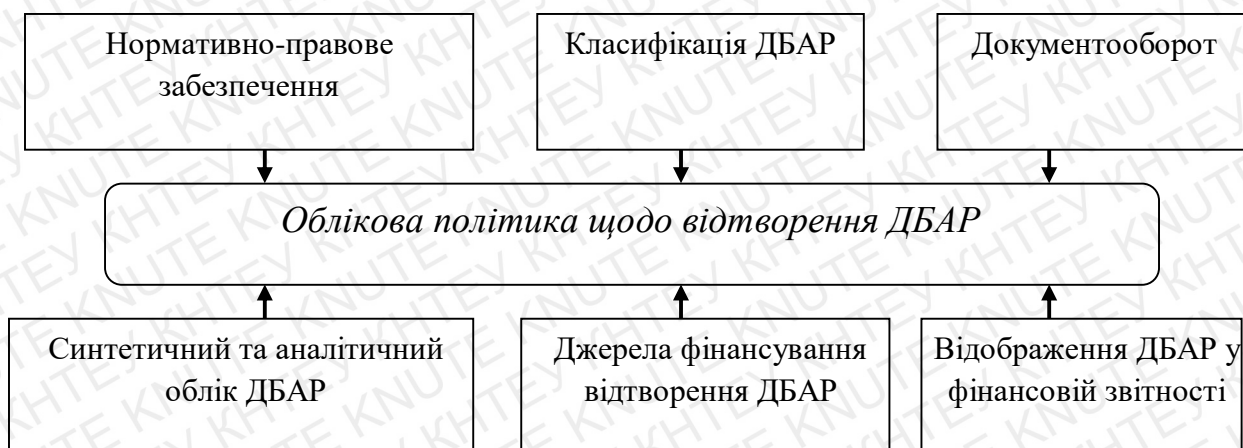 Нормативно-правове
забезпечення
Класифікація ДБАР
Документооборот
Облікова політика щодо відтворення ДБАР
Синтетичний та аналітичний
облік ДБАР
Джерела фінансування
відтворення ДБАР
Відображення ДБАР у
фінансовій звітності